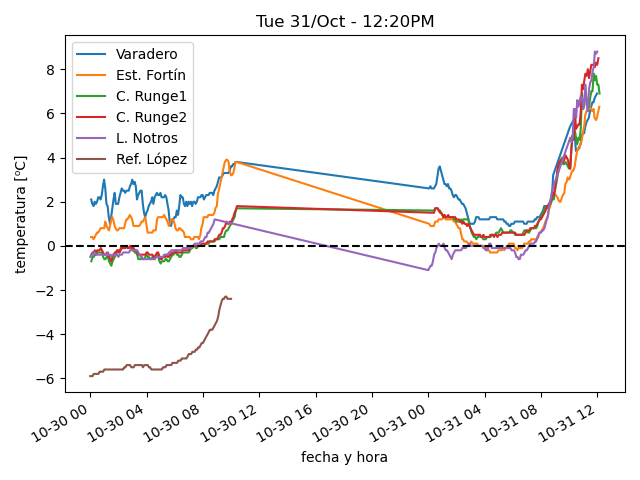 Tue 31/Oct - 12:20PM
Varadero
Est. Fortín
C. Runge1
C. Runge2
L. Notros
Ref. López
temperatura [ºC]
8
6
4
2
0
−2
−4
−6
10-30 00
10-30 04
10-30 08
10-30 12
10-30 16
10-30 20
10-31 00
10-31 04
10-31 08
10-31 12
fecha y hora